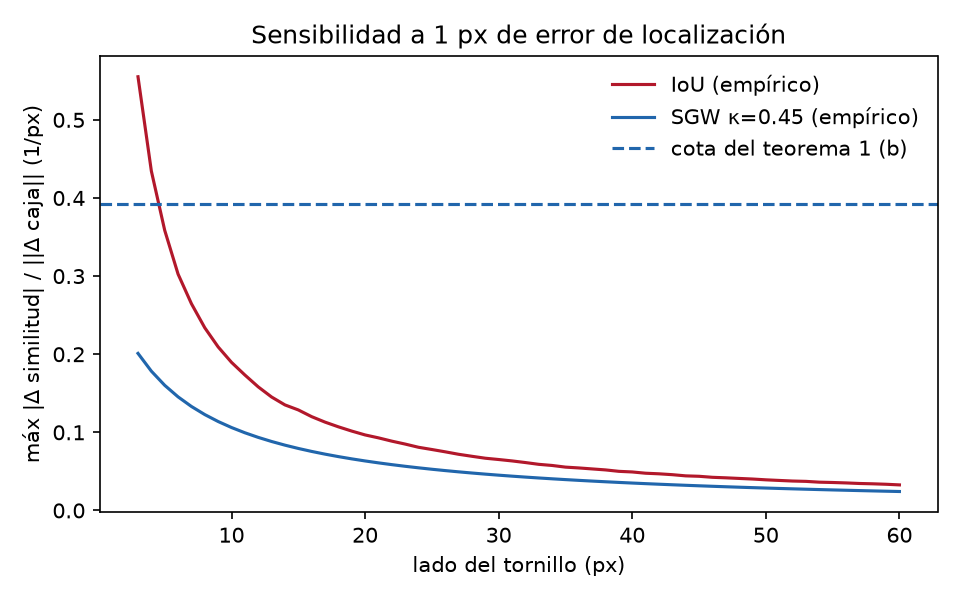 Sensibilidad a 1 px de error de localización
máx |Δ similitud| / ||Δ caja|| (1/px)
0.5
0.4
0.3
0.2
0.1
0.0
IoU (empírico)
SGW κ=0.45 (empírico)
cota del teorema 1 (b)
10 20 30 40 50 60
lado del tornillo (px)